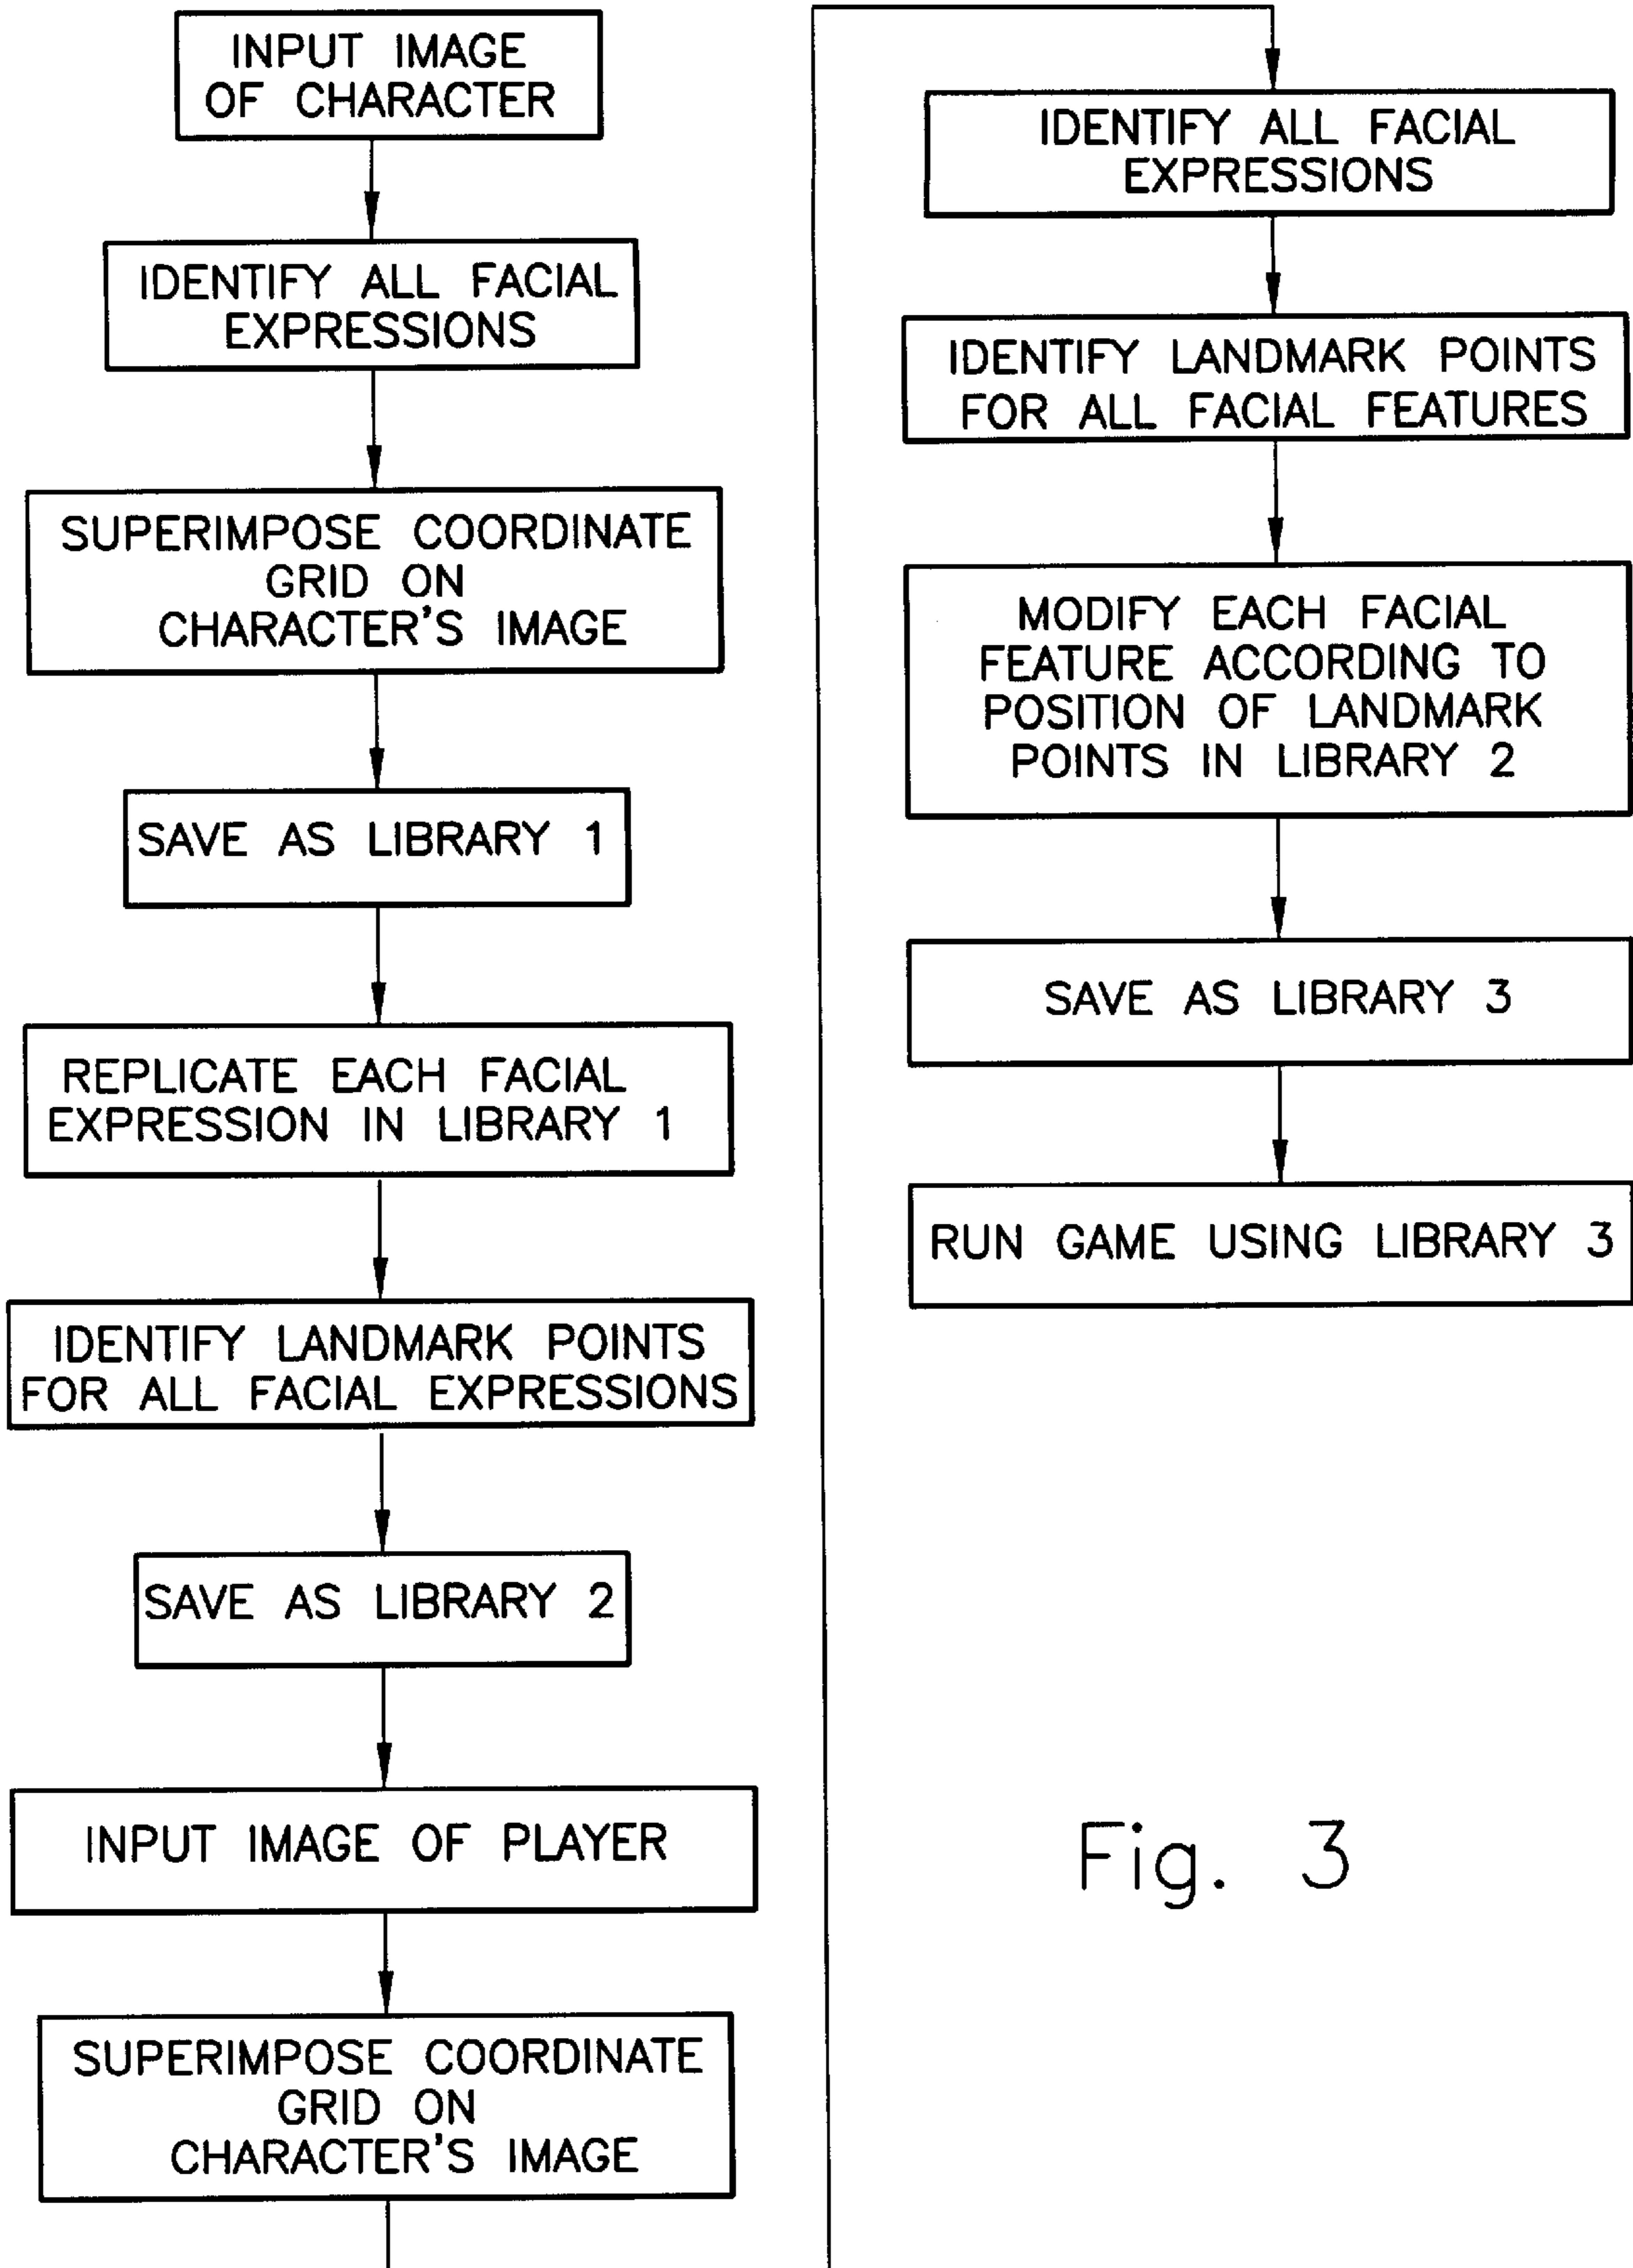 INPUT IMAGE
OF CHARACTER
IDENTIFY ALL FACIAL
EXPRESSIONS
SUPERIMPOSE COORDINATE
GRID ON
CHARACTER'S IMAGE
SAVE AS LIBRARY 1
REPLICATE EACH FACIAL
EXPRESSION IN LIBRARY 1
IDENTIFY LANDMARK POINTS
FOR ALL FACIAL EXPRESSIONS
SAVE AS LIBRARY 2
INPUT IMAGE OF PLAYER
SUPERIMPOSE COORDINATE
GRID ON
CHARACTER'S IMAGE
IDENTIFY ALL FACIAL
EXPRESSIONS
IDENTIFY LANDMARK POINTS
FOR ALL FACIAL FEATURES
MODIFY EACH FACIAL
FEATURE ACCORDING TO
POSITION OF LANDMARK
POINTS IN LIBRARY 2
SAVE AS LIBRARY 3
RUN GAME USING LIBRARY 3
Fig. 3